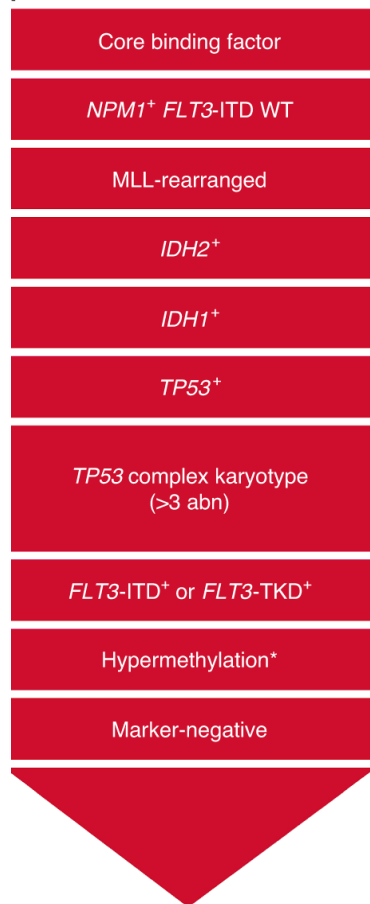 Core binding factor
NPM1+ FLT3-ITD WT
MLL-rearranged
IDH2+
IDH1+
TP53+
TP53 complex karyotype
(>3 abn)
FLT3-ITD+ or FLT3-TKD+
Hypermethylation*
Marker-negative